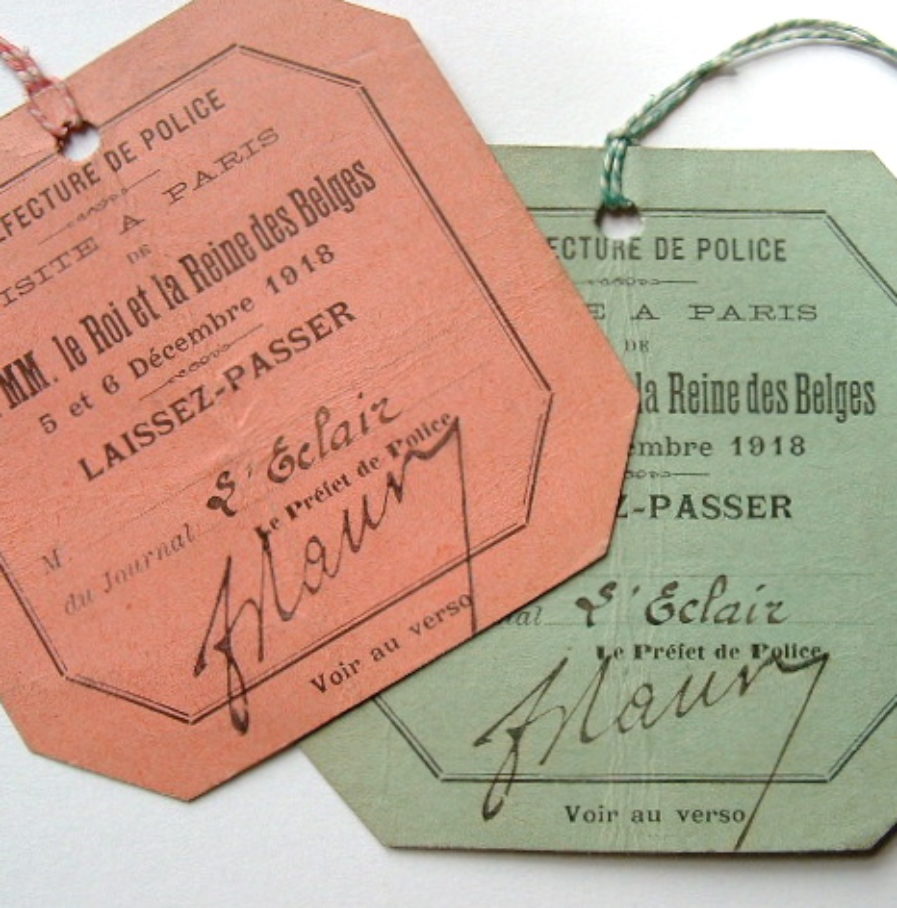 FECTURE DE POLICE
ISITE A PARIS
DE
MM. le Roi et la Reine des Belges
5 et 6 Décembre 1918
LAISSEZ-PASSER
M.
du Journal L'Eclair
Le Préfet de Police
Voir au verso
ECTURE DE POLICE
E A PARIS
DE
la Reine des Belges
embre 1918
Z-PASSER
nal L'Eclair
Le Préfet de Police
Voir au verso